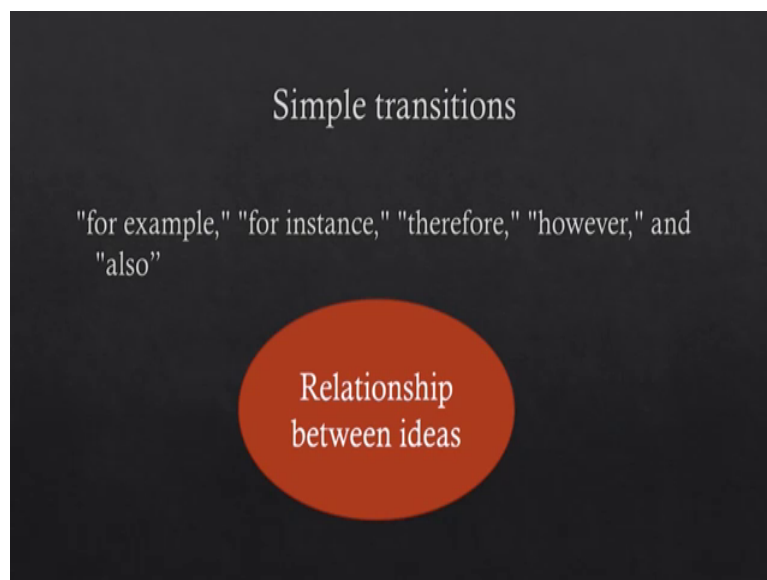 Simple transitions
"for example," "for instance," "therefore," "however," and
"also”
Relationship
between ideas